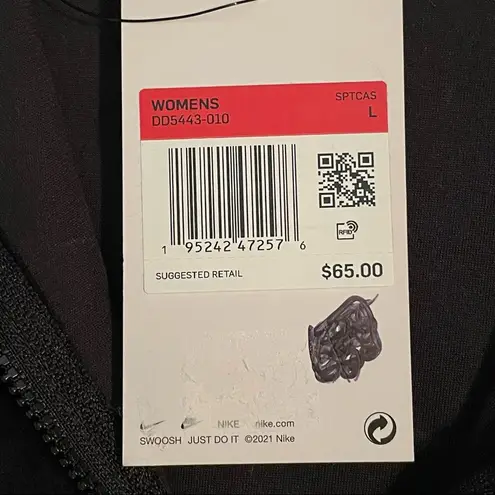 WOMENS SPTCAS
DD5443-010 L
1 95242 47257 6
RFID
SUGGESTED RETAIL $65.00
NIKE nike.com
SWOOSH JUST DO IT ©2021 Nike